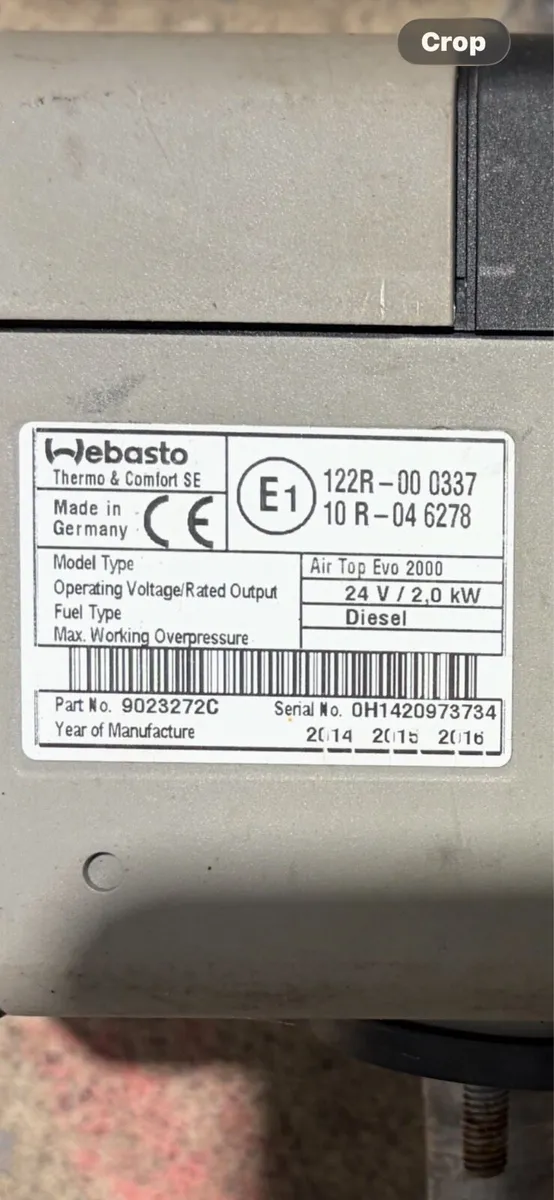 Crop
Webasto
Thermo & Comfort SE
Made in
Germany
CE
E1
122R-00 0337
10 R-04 6278
Model Type
Air Top Evo 2000
Operating Voltage/Rated Output
24 V / 2,0 kW
Fuel Type
Diesel
Max. Working Overpressure
Part No. 9023272C
Serial No. 0H1420973734
Year of Manufacture
2014 2015 2016